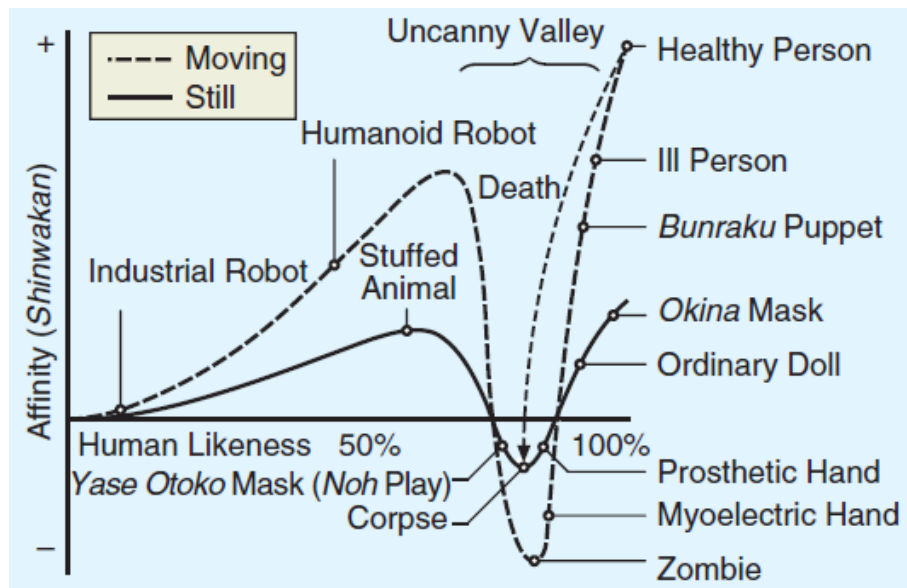 +
Moving
Still
Uncanny Valley
Healthy Person
Humanoid Robot
Death
Ill Person
Bunraku Puppet
Industrial Robot
Stuffed
Animal
Okina Mask
Ordinary Doll
Affinity (Shinwakan)
Human Likeness 50% 100%
Yase Otoko Mask (Noh Play)
Prosthetic Hand
Corpse
Myoelectric Hand
–
Zombie